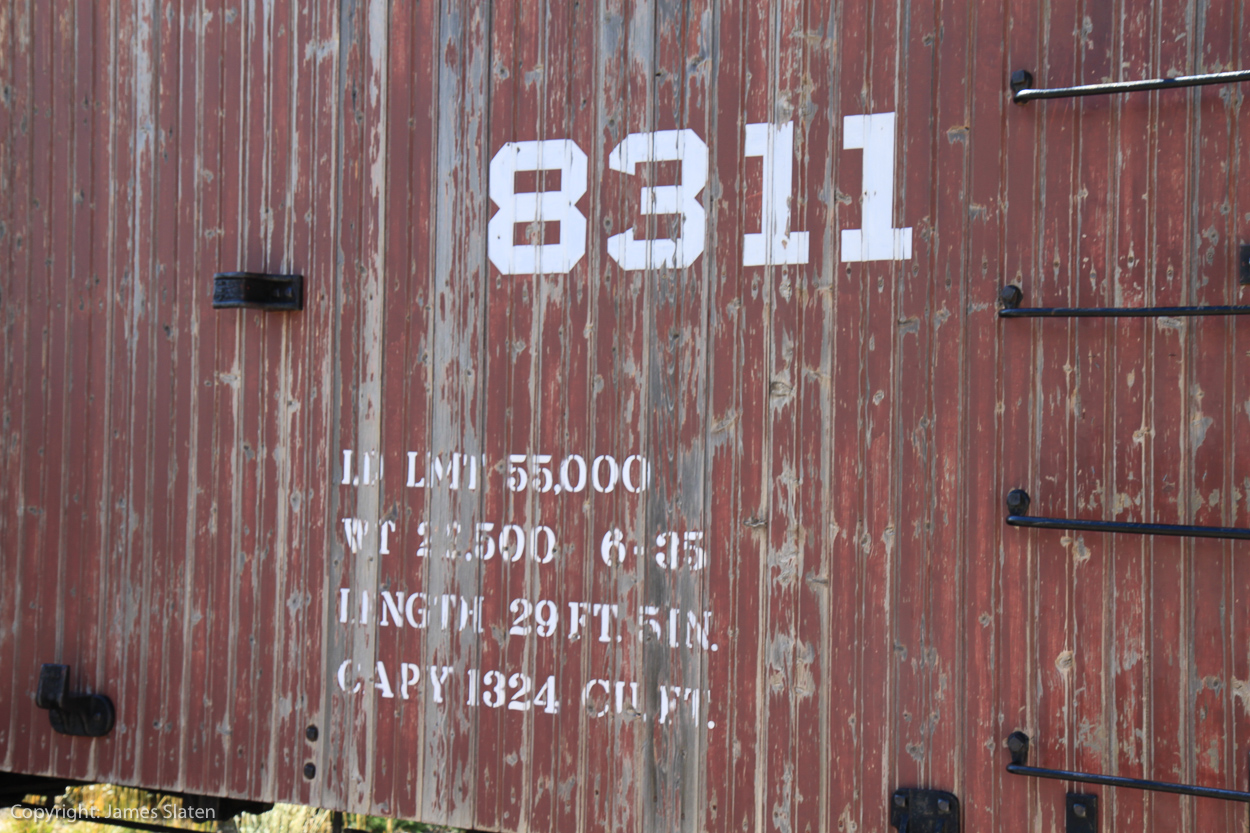 8311
LD LMT 55,000
WT 22,500 6-35
LENGTH 29 FT. 5 IN.
CAPY 1324 CU. FT.
Copyright: James Slaten